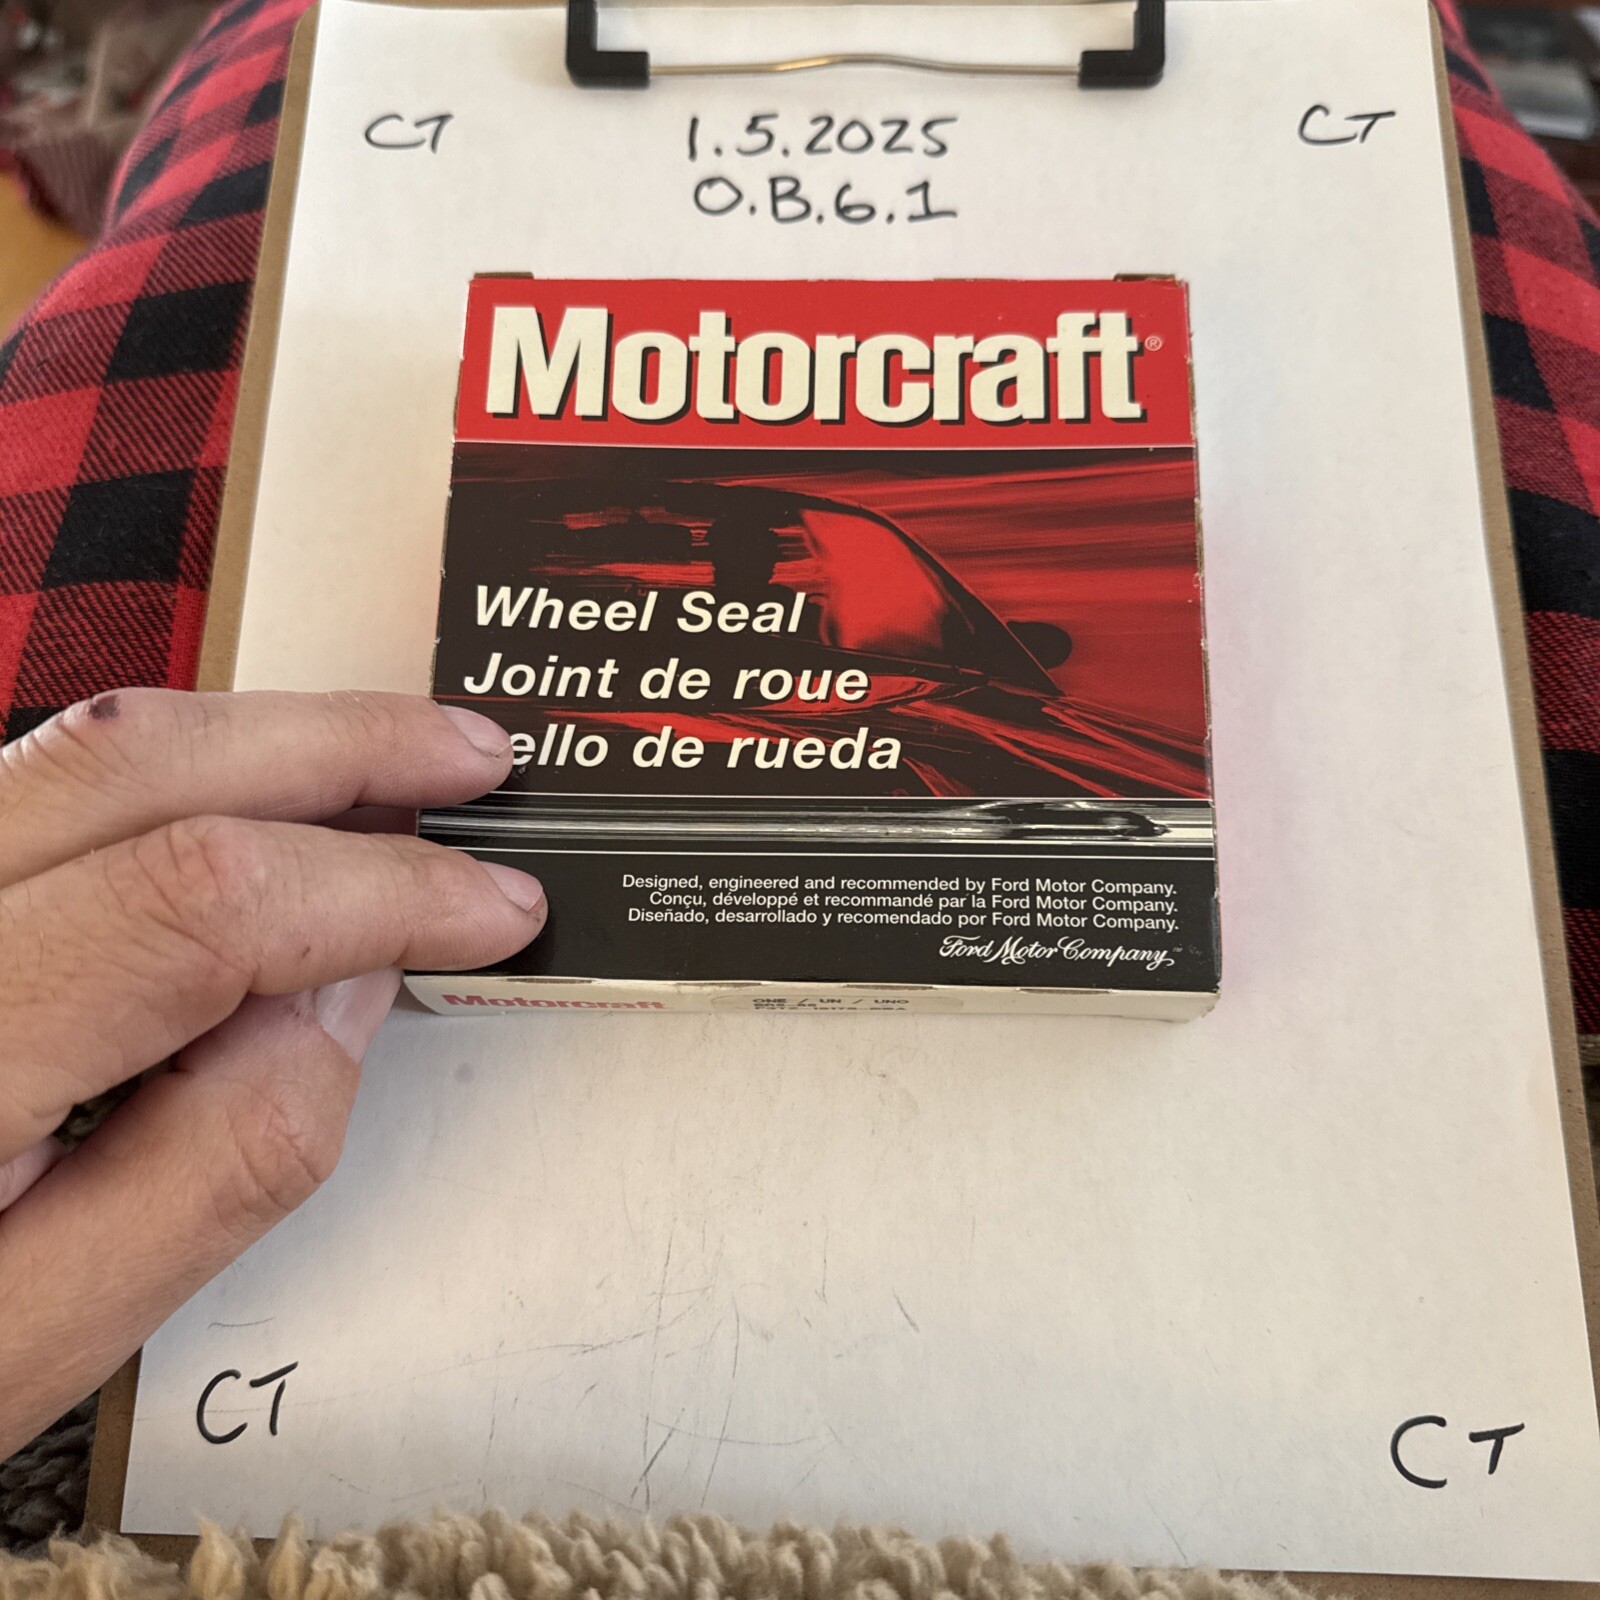 CT 1.5.2025 CT
O.B.6.1
Motorcraft®
Wheel Seal
Joint de roue
ello de rueda
Designed, engineered and recommended by Ford Motor Company.
Conçu, développé et recommandé par la Ford Motor Company.
Diseñado, desarrollado y recomendado por Ford Motor Company.
Ford Motor Company™
Motorcraft ONE / UN / UNO
CT CT